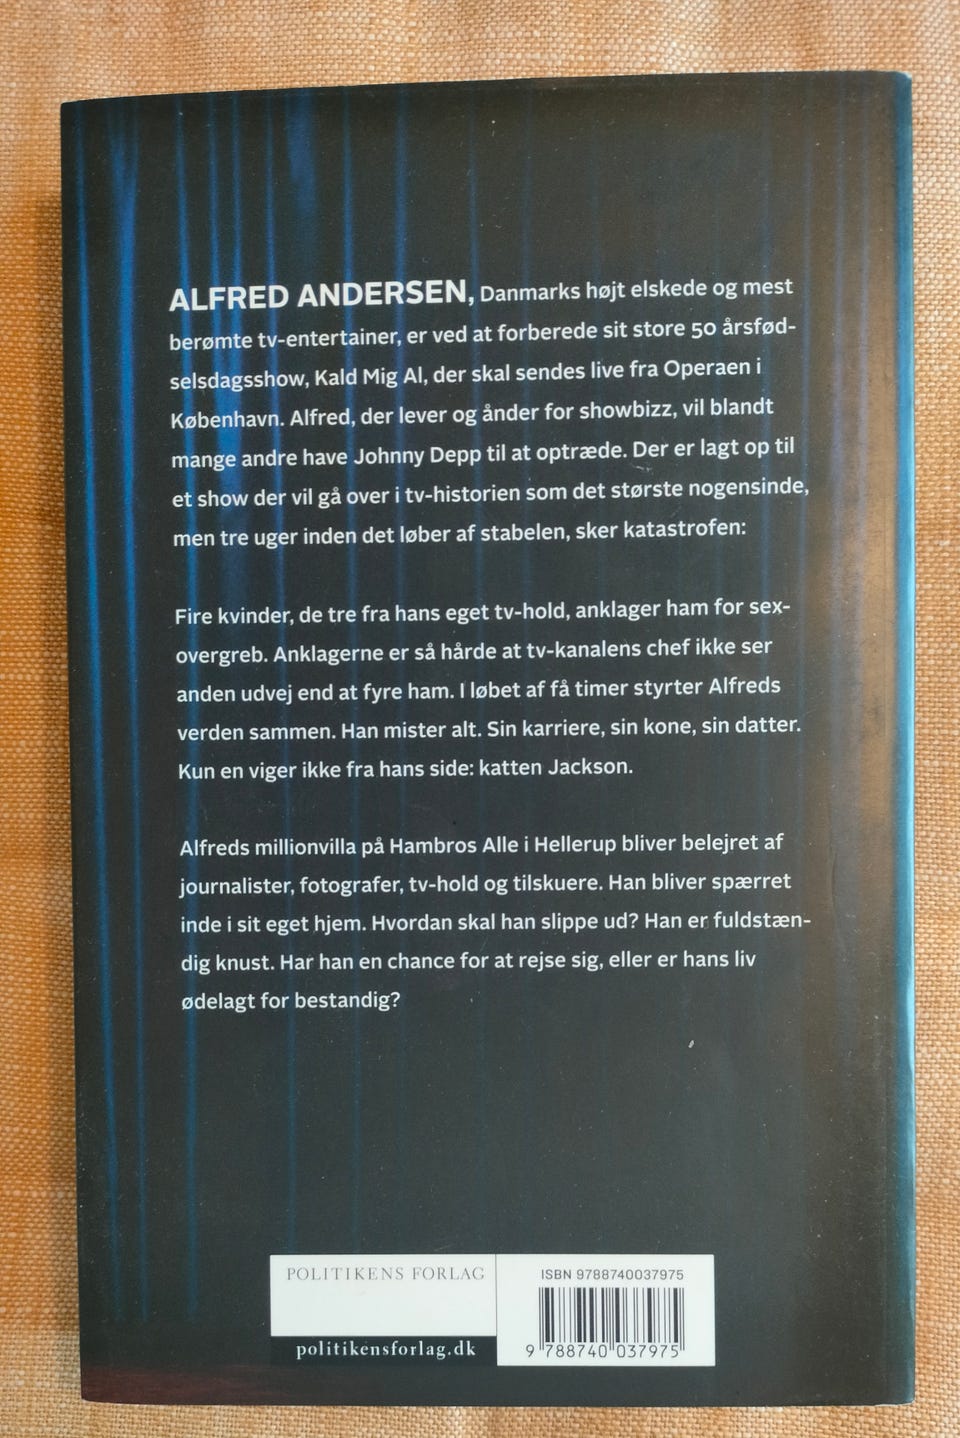 ALFRED ANDERSEN, Danmarks højt elskede og mest
berømte tv-entertainer, er ved at forberede sit store 50 årsfød-
selsdagsshow, Kald Mig Al, der skal sendes live fra Operaen i
København. Alfred, der lever og ånder for showbizz, vil blandt
mange andre have Johnny Depp til at optræde. Der er lagt op til
et show der vil gå over i tv-historien som det største nogensinde,
men tre uger inden det løber af stabelen, sker katastrofen:
Fire kvinder, de tre fra hans eget tv-hold, anklager ham for sex-
overgreb. Anklagerne er så hårde at tv-kanalens chef ikke ser
anden udvej end at fyre ham. I løbet af få timer styrter Alfreds
verden sammen. Han mister alt. Sin karriere, sin kone, sin datter.
Kun en viger ikke fra hans side: katten Jackson.
Alfreds millionvilla på Hambros Alle i Hellerup bliver belejret af
journalister, fotografer, tv-hold og tilskuere. Han bliver spærret
inde i sit eget hjem. Hvordan skal han slippe ud? Han er fuldstæn-
dig knust. Har han en chance for at rejse sig, eller er hans liv
ødelagt for bestandig?
POLITIKENS FORLAG
politikensforlag.dk
ISBN 9788740037975
9 788740 037975